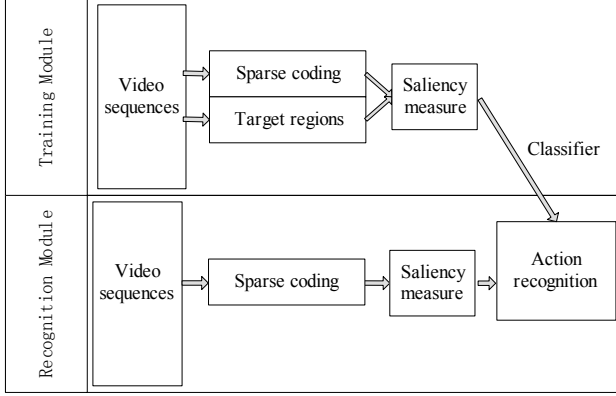 Training Module
Video
sequences
Sparse coding
Target regions
Saliency
measure
Classifier
Recognition Module
Video
sequences
Sparse coding
Saliency
measure
Action
recognition